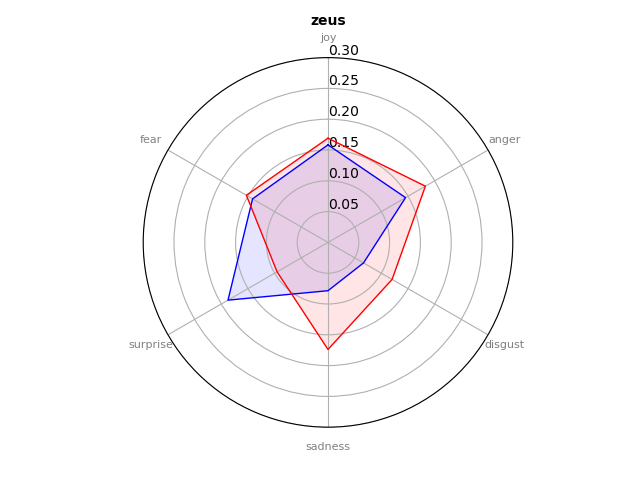 zeus
joy
0.30
0.25
0.20
0.15
0.10
0.05
fear
anger
surprise
disgust
sadness